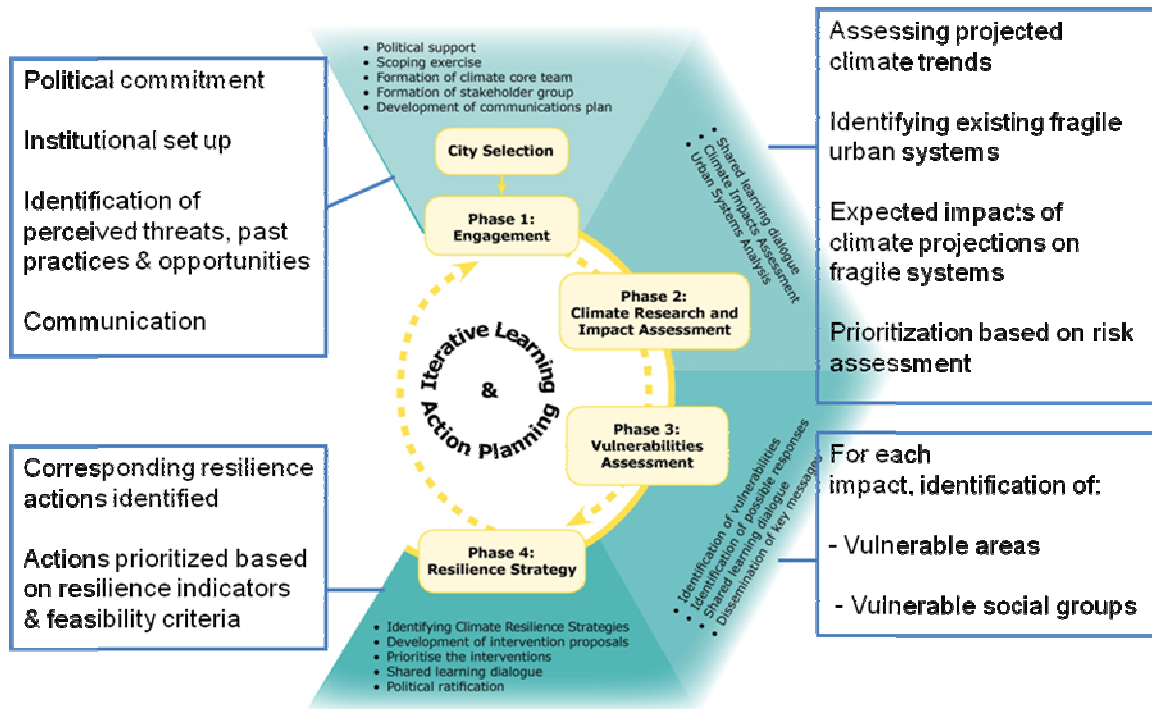 Political commitment
Institutional set up
Identification of
perceived threats, past
practices & opportunities
Communication
• Political support
• Scoping exercise
• Formation of climate core team
• Formation of stakeholder group
• Development of communications plan
City Selection
Phase 1:
Engagement
• Shared learning dialogue
• Climate Impacts Assessment
• Urban Systems Analysis
Assessing projected
climate trends
Identifying existing fragile
urban systems
Expected impacts of
climate projections on
fragile systems
Prioritization based on risk
assessment
Phase 2:
Climate Research and
Impact Assessment
Iterative Learning
&
Action Planning
Phase 3:
Vulnerabilities
Assessment
• Identification of vulnerabilities
• Identification of possible responses
• Shared learning dialogue
• Dissemination of key messages
For each
impact, identification of:
- Vulnerable areas
- Vulnerable social groups
Phase 4:
Resilience Strategy
• Identifying Climate Resilience Strategies
• Development of intervention proposals
• Prioritise the interventions
• Shared learning dialogue
• Political ratification
Corresponding resilience
actions identified
Actions prioritized based
on resilience indicators
& feasibility criteria